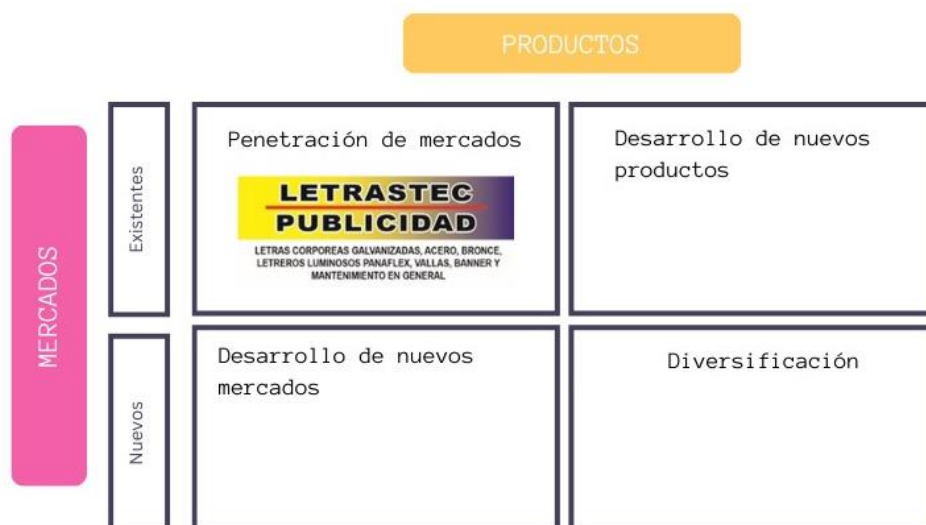 PRODUCTOS
MERCADOS
Existentes
Penetración de mercados
LETRASTEC
PUBLICIDAD
LETRAS CORPOREAS GALVANIZADAS, ACERO, BRONCE,
LETREROS LUMINOSOS PANAFLEX, VALLAS, BANNER Y
MANTENIMIENTO EN GENERAL
Desarrollo de nuevos
productos
Nuevos
Desarrollo de nuevos
mercados
Diversificación